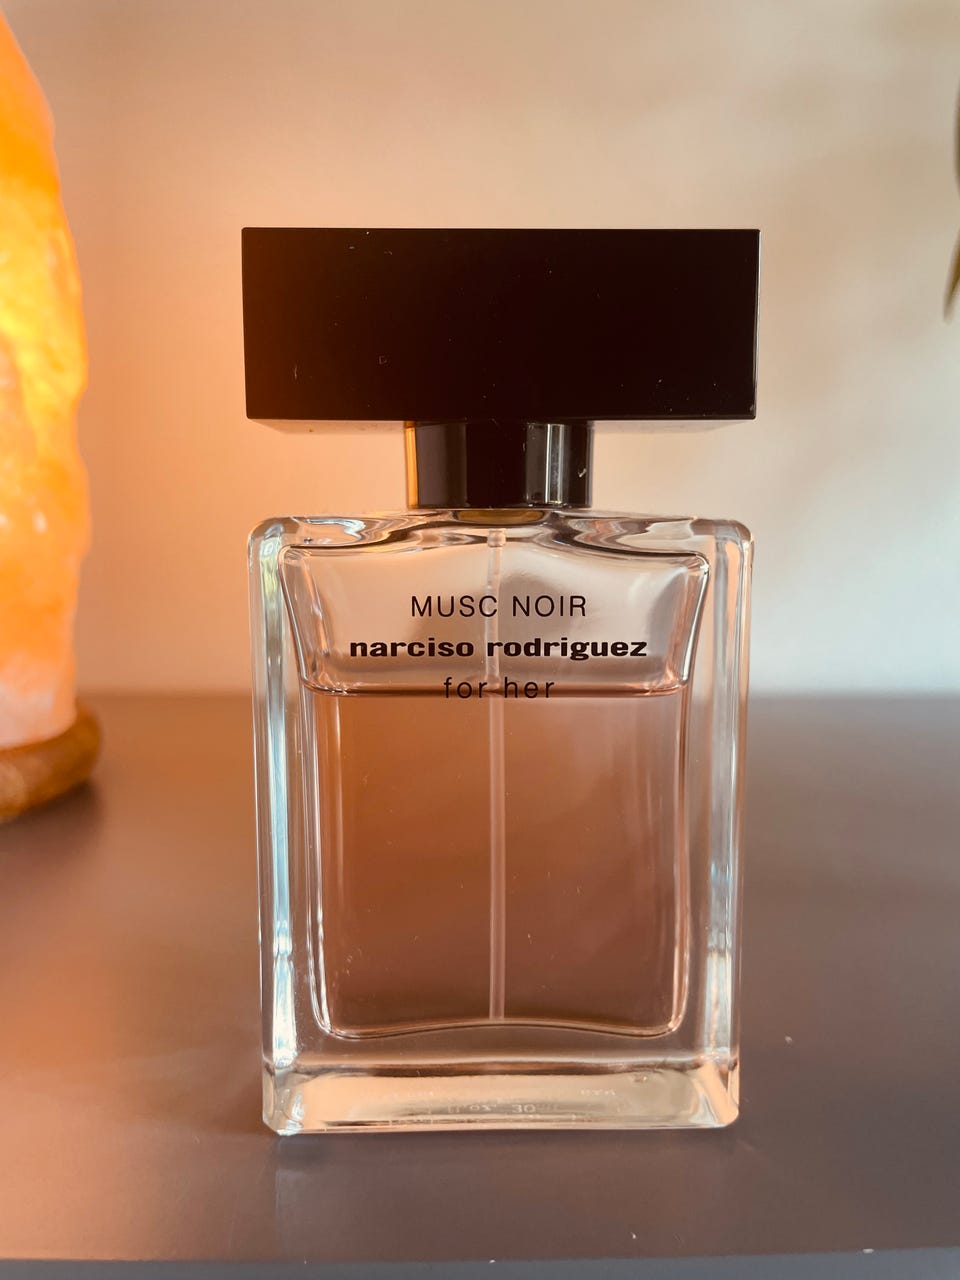 MUSC NOIR
narciso rodriguez
for her